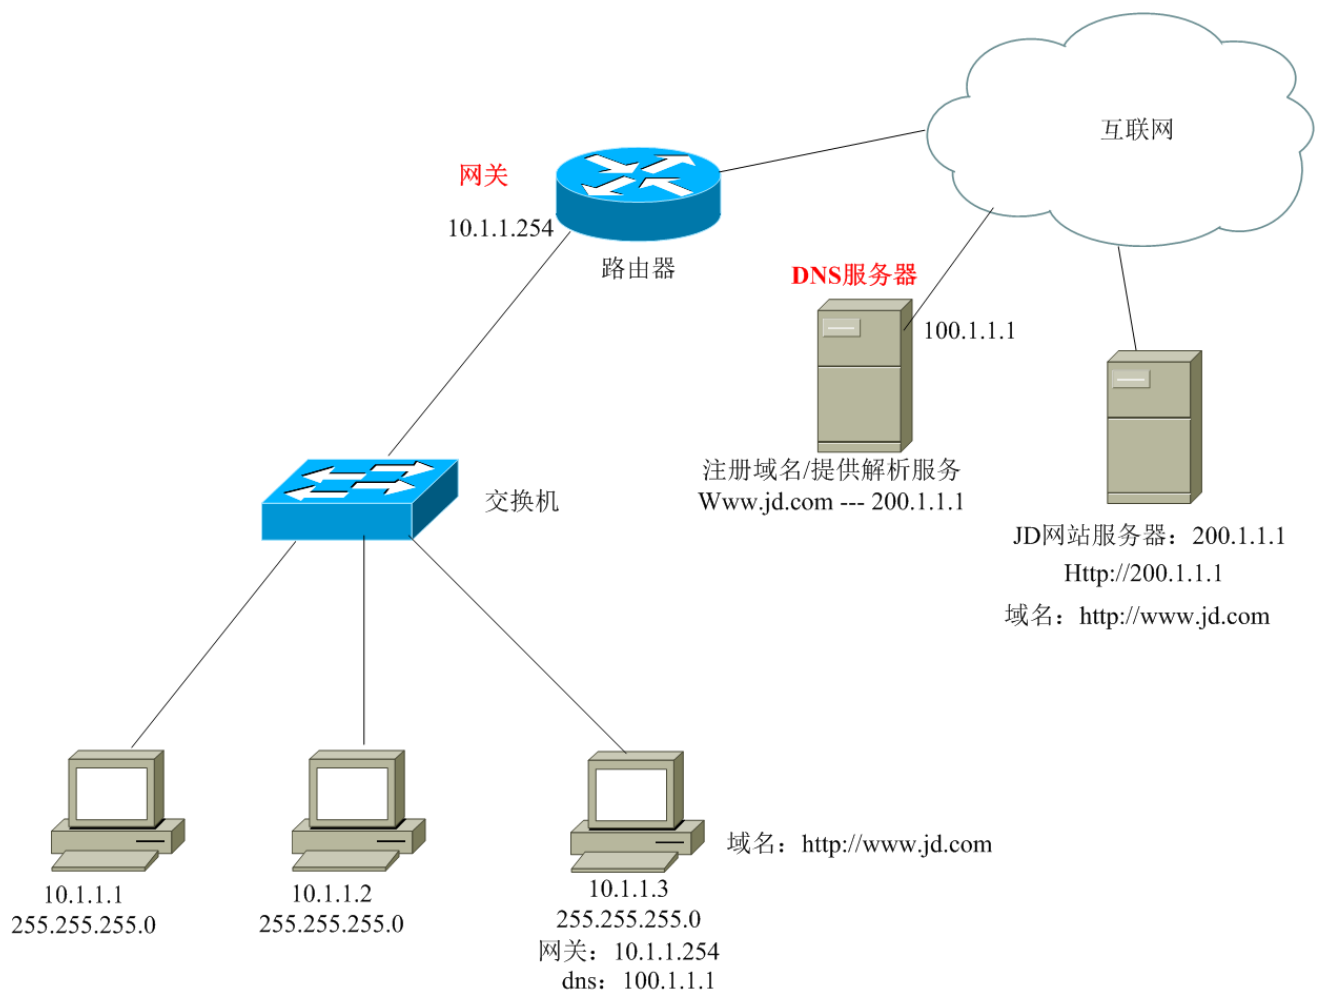 互联网
网关
10.1.1.254
路由器
DNS服务器
100.1.1.1
注册域名/提供解析服务
Www.jd.com --- 200.1.1.1
交换机
JD网站服务器：200.1.1.1
Http://200.1.1.1
域名：http://www.jd.com
域名：http://www.jd.com
10.1.1.1
255.255.255.0
10.1.1.2
255.255.255.0
10.1.1.3
255.255.255.0
网关：10.1.1.254
dns：100.1.1.1